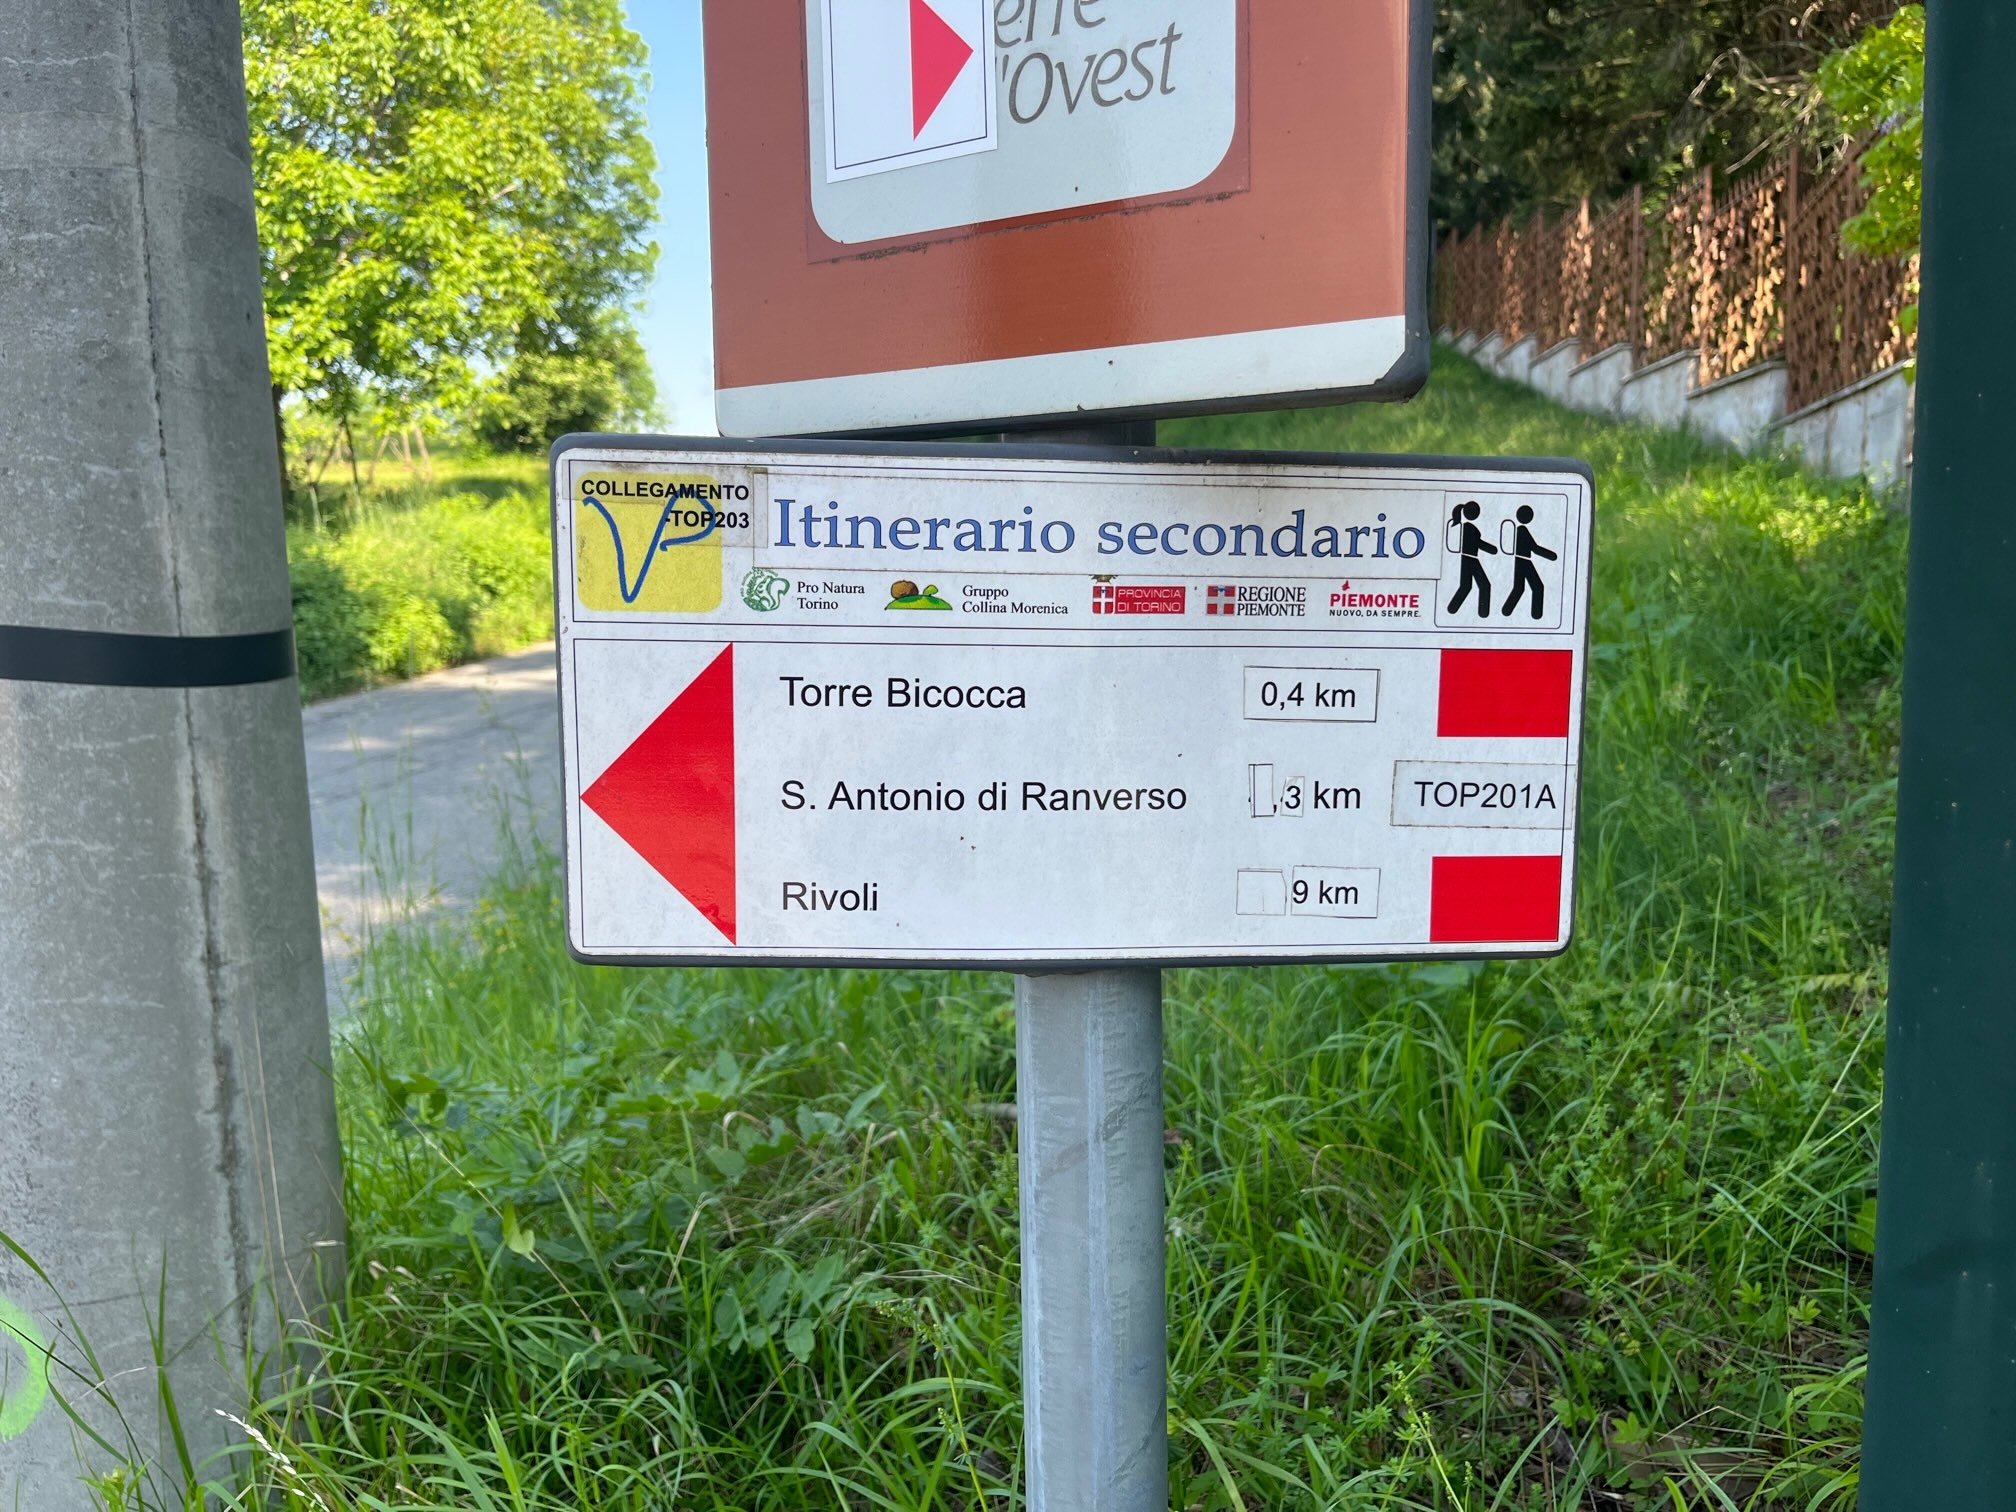 'Ovest
COLLEGAMENTO
-TOP203
VP
Itinerario secondario
Pro Natura
Torino
Gruppo
Collina Morenica
PROVINCIA
DI TORINO
REGIONE
PIEMONTE
PIEMONTE
NUOVO, DA SEMPRE.
Torre Bicocca 0,4 km
S. Antonio di Ranverso ,3 km TOP201A
Rivoli 9 km